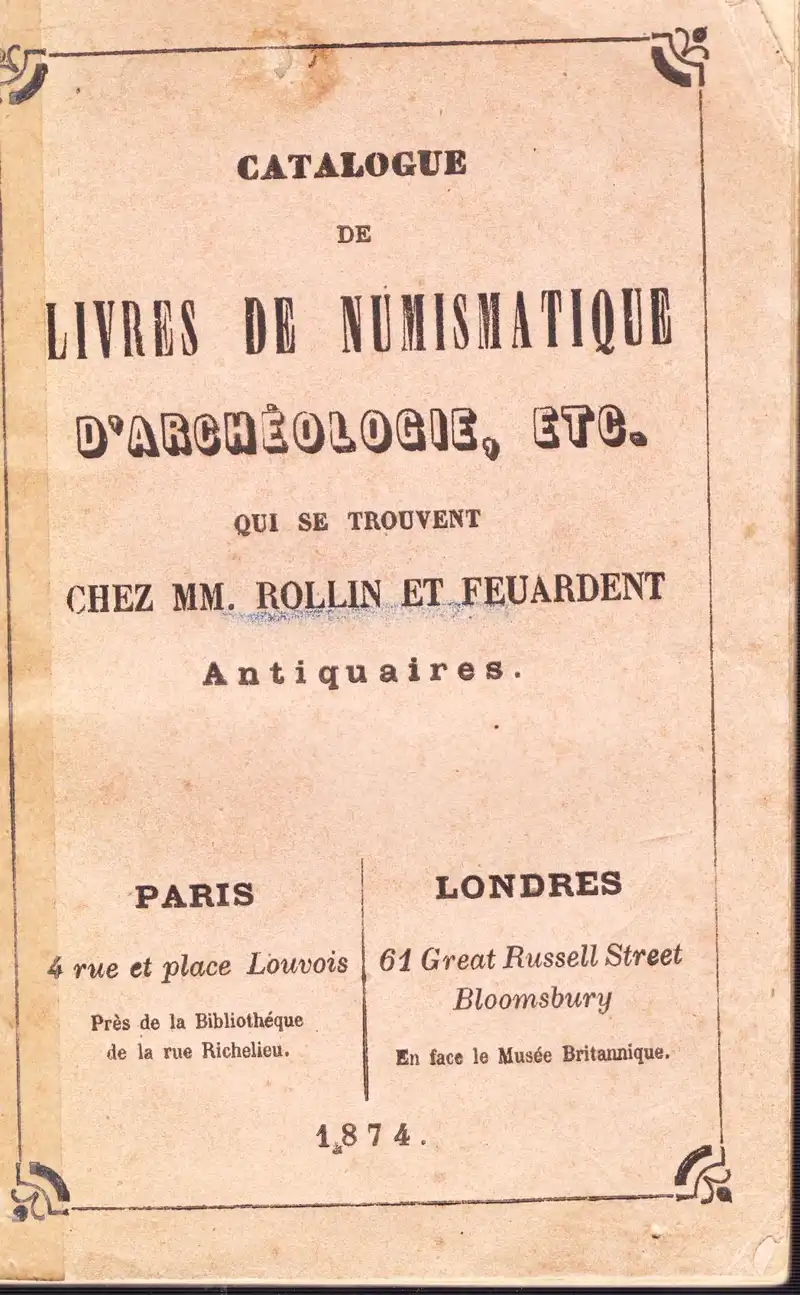 CATALOGUE
DE
LIVRES DE NUMISMATIQUE
D'ARCHÈOLOGIE, ETC.
QUI SE TROUVENT
CHEZ MM. ROLLIN ET FEUARDENT
Antiquaires.
PARIS
4 rue et place Louvois
Près de la Bibliothéque
de la rue Richelieu.
LONDRES
61 Great Russell Street
Bloomsbury
En face le Musée Britannique.
1874.